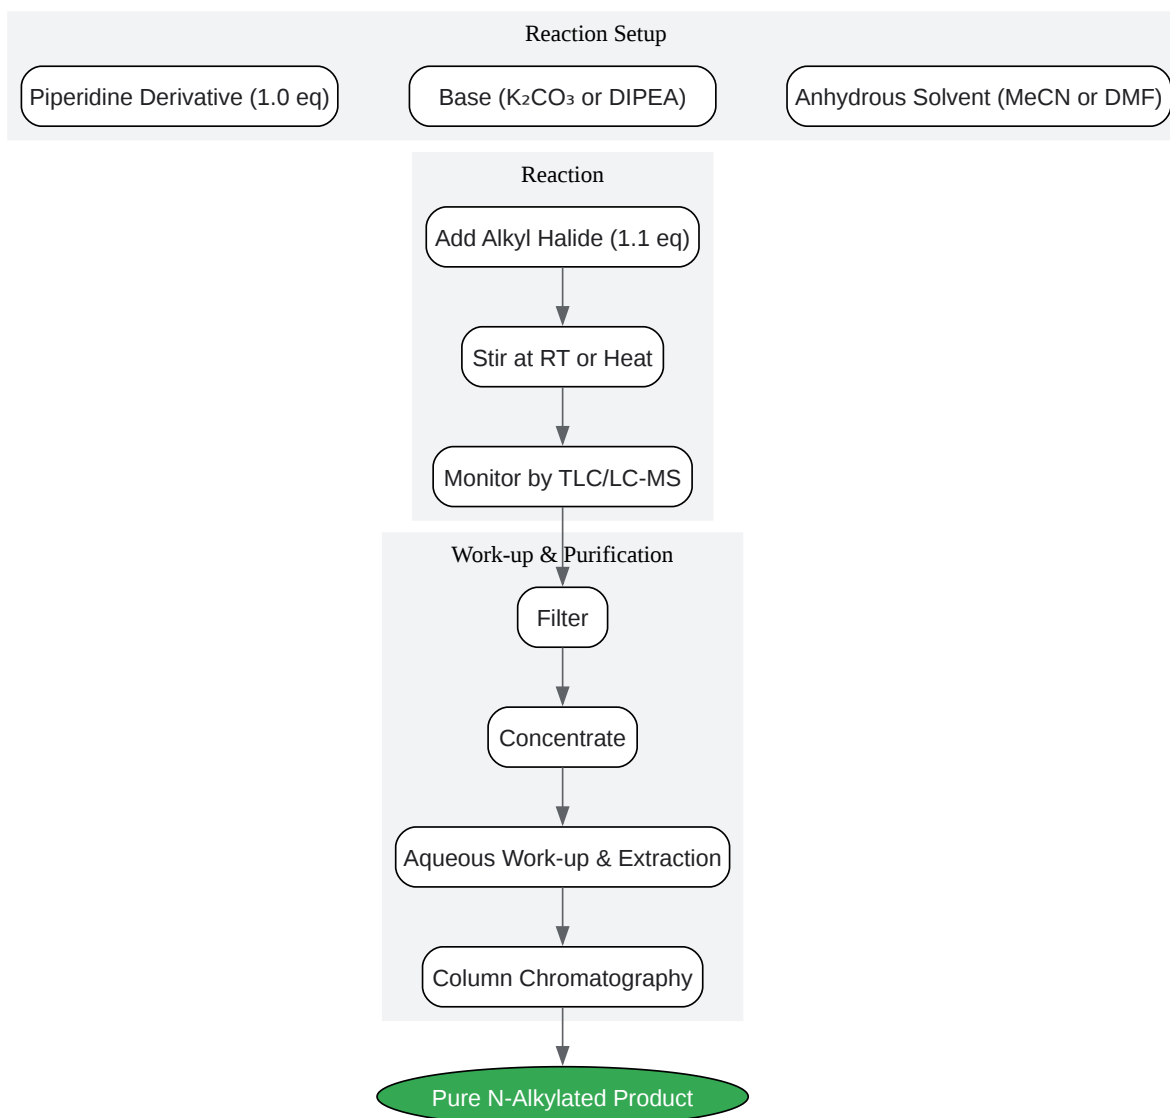 Reaction Setup
Piperidine Derivative (1.0 eq)
Base (K₂CO₃ or DIPEA)
Anhydrous Solvent (MeCN or DMF)
Reaction
Add Alkyl Halide (1.1 eq)
Stir at RT or Heat
Monitor by TLC/LC-MS
Work-up & Purification
Filter
Concentrate
Aqueous Work-up & Extraction
Column Chromatography
Pure N-Alkylated Product